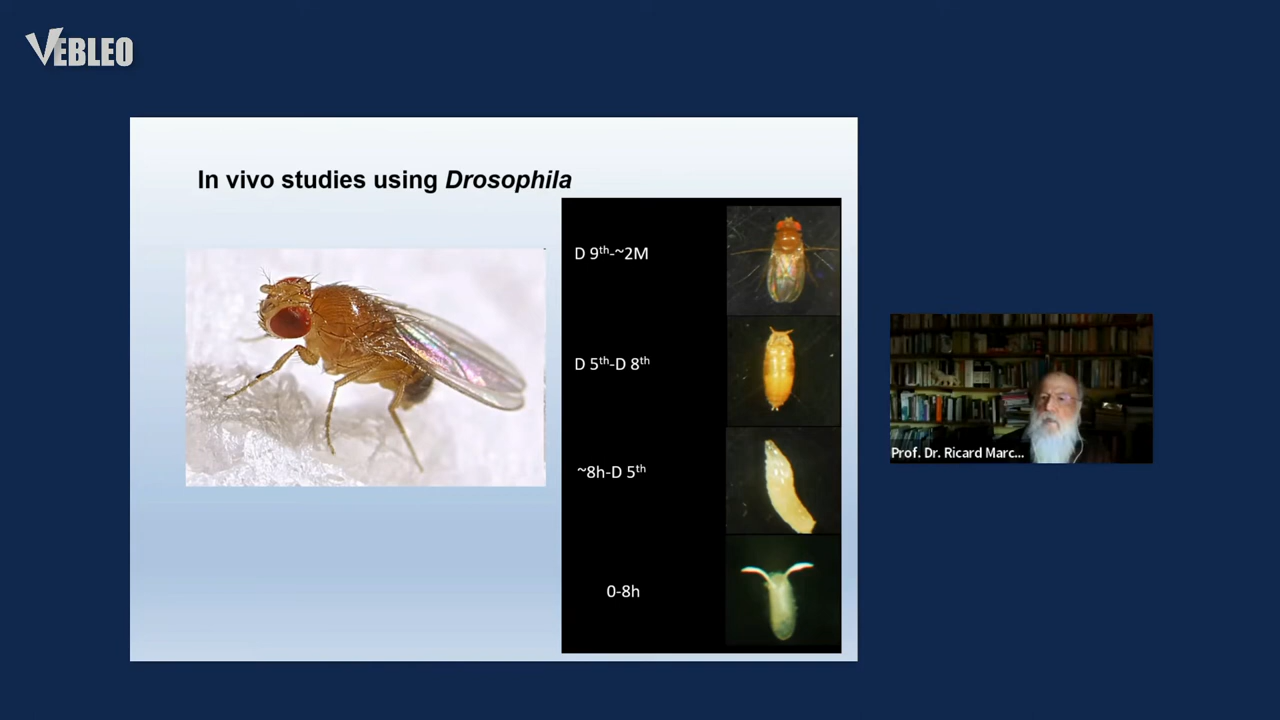 VEBLEO
In vivo studies using Drosophila
D 9th-~2M
D 5th-D 8th
~8h-D 5th
0-8h
Prof. Dr. Ricard Marc...